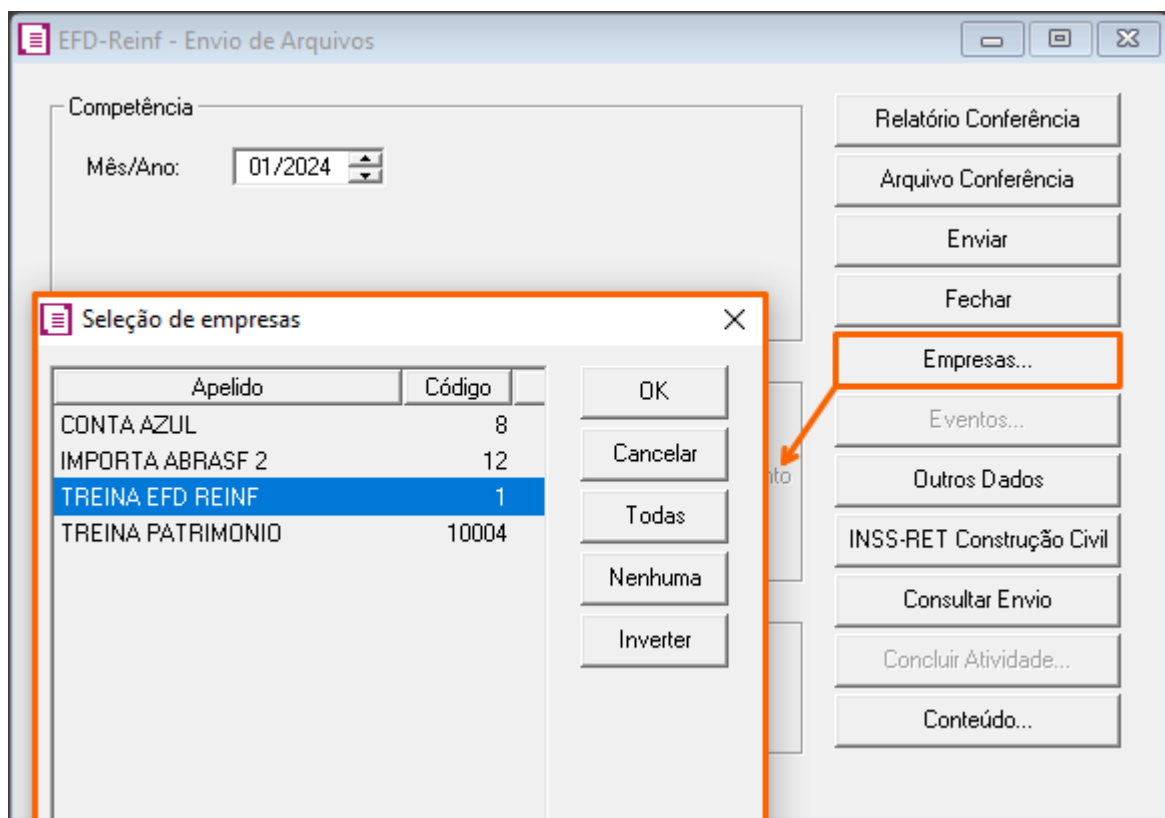 EFD-Reinf - Envio de Arquivos
Competência
Mês/Ano: 01/2024
Relatório Conferência
Arquivo Conferência
Enviar
Fechar
Empresas...
Eventos...
Outros Dados
INSS-RET Construção Civil
Consultar Envio
Concluir Atividade...
Conteúdo...
Seleção de empresas
Apelido Código
CONTA AZUL 8
IMPORTA ABRASF 2 12
TREINA EFD REINF 1
TREINA PATRIMONIO 10004
OK
Cancelar
Todas
Nenhuma
Inverter